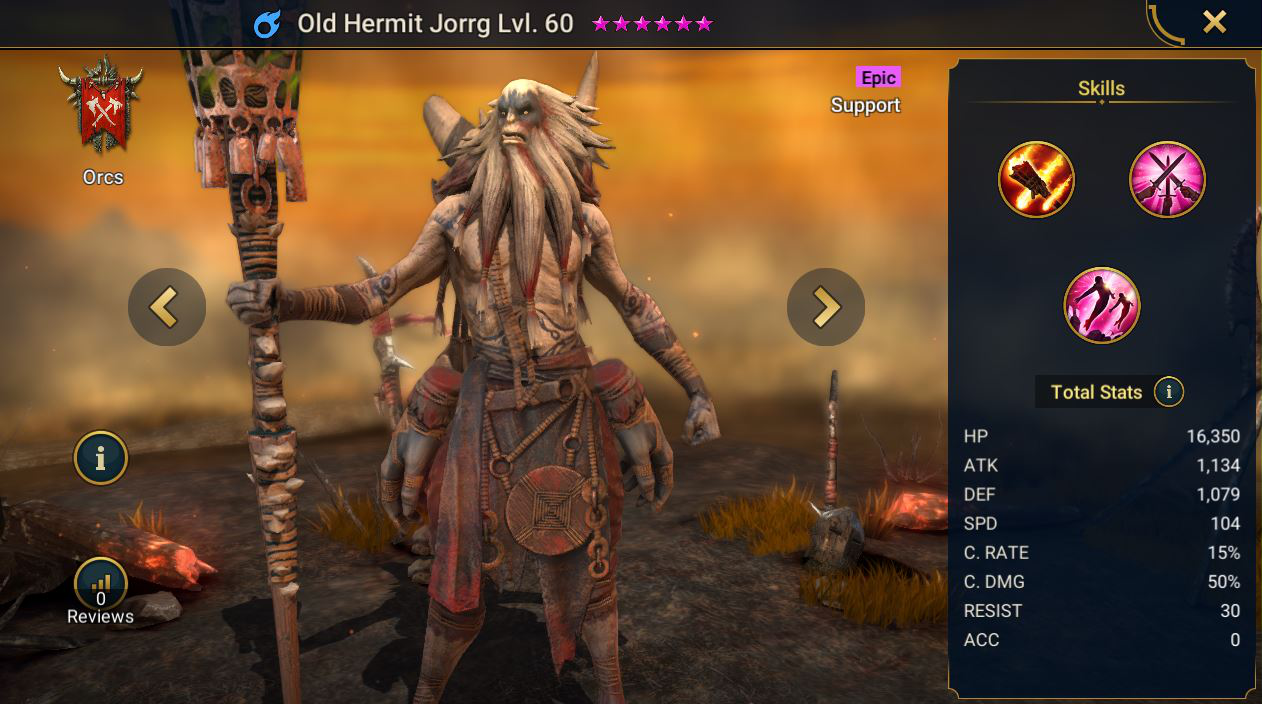 Old Hermit Jorrg Lvl. 60
Orcs
Epic
Support
Skills
Total Stats
HP 16,350
ATK 1,134
DEF 1,079
SPD 104
C. RATE 15%
C. DMG 50%
RESIST 30
ACC 0
i
i
0
Reviews